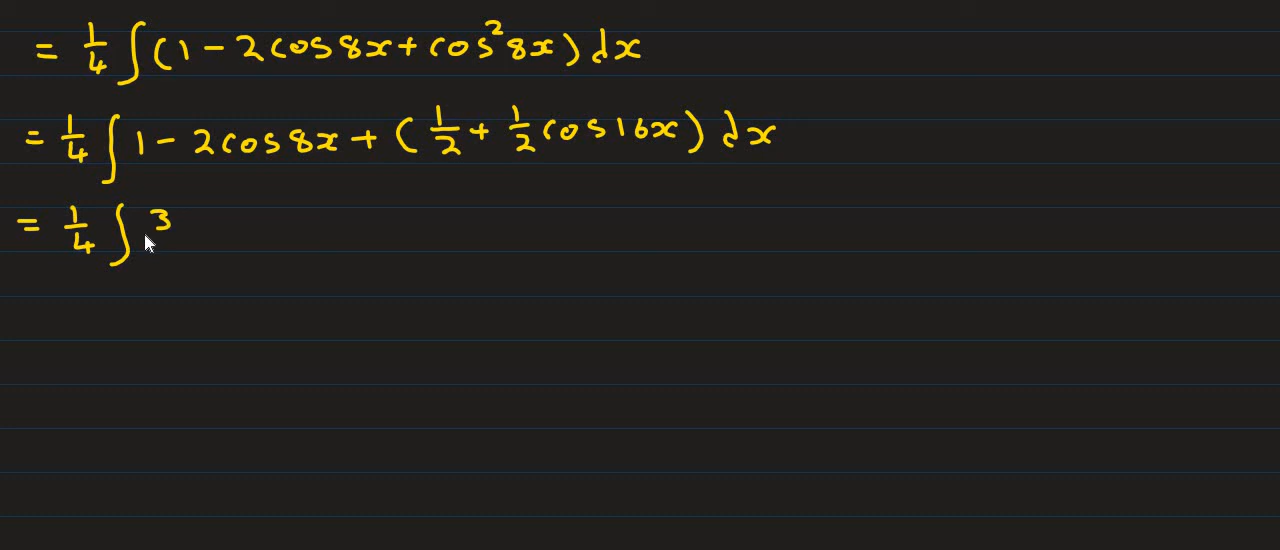 = 1/4 ∫ (1 − 2cos8x + cos²8x) dx
= 1/4 ∫ 1 − 2cos8x + (1/2 + 1/2 cos16x) dx
= 1/4 ∫ 3